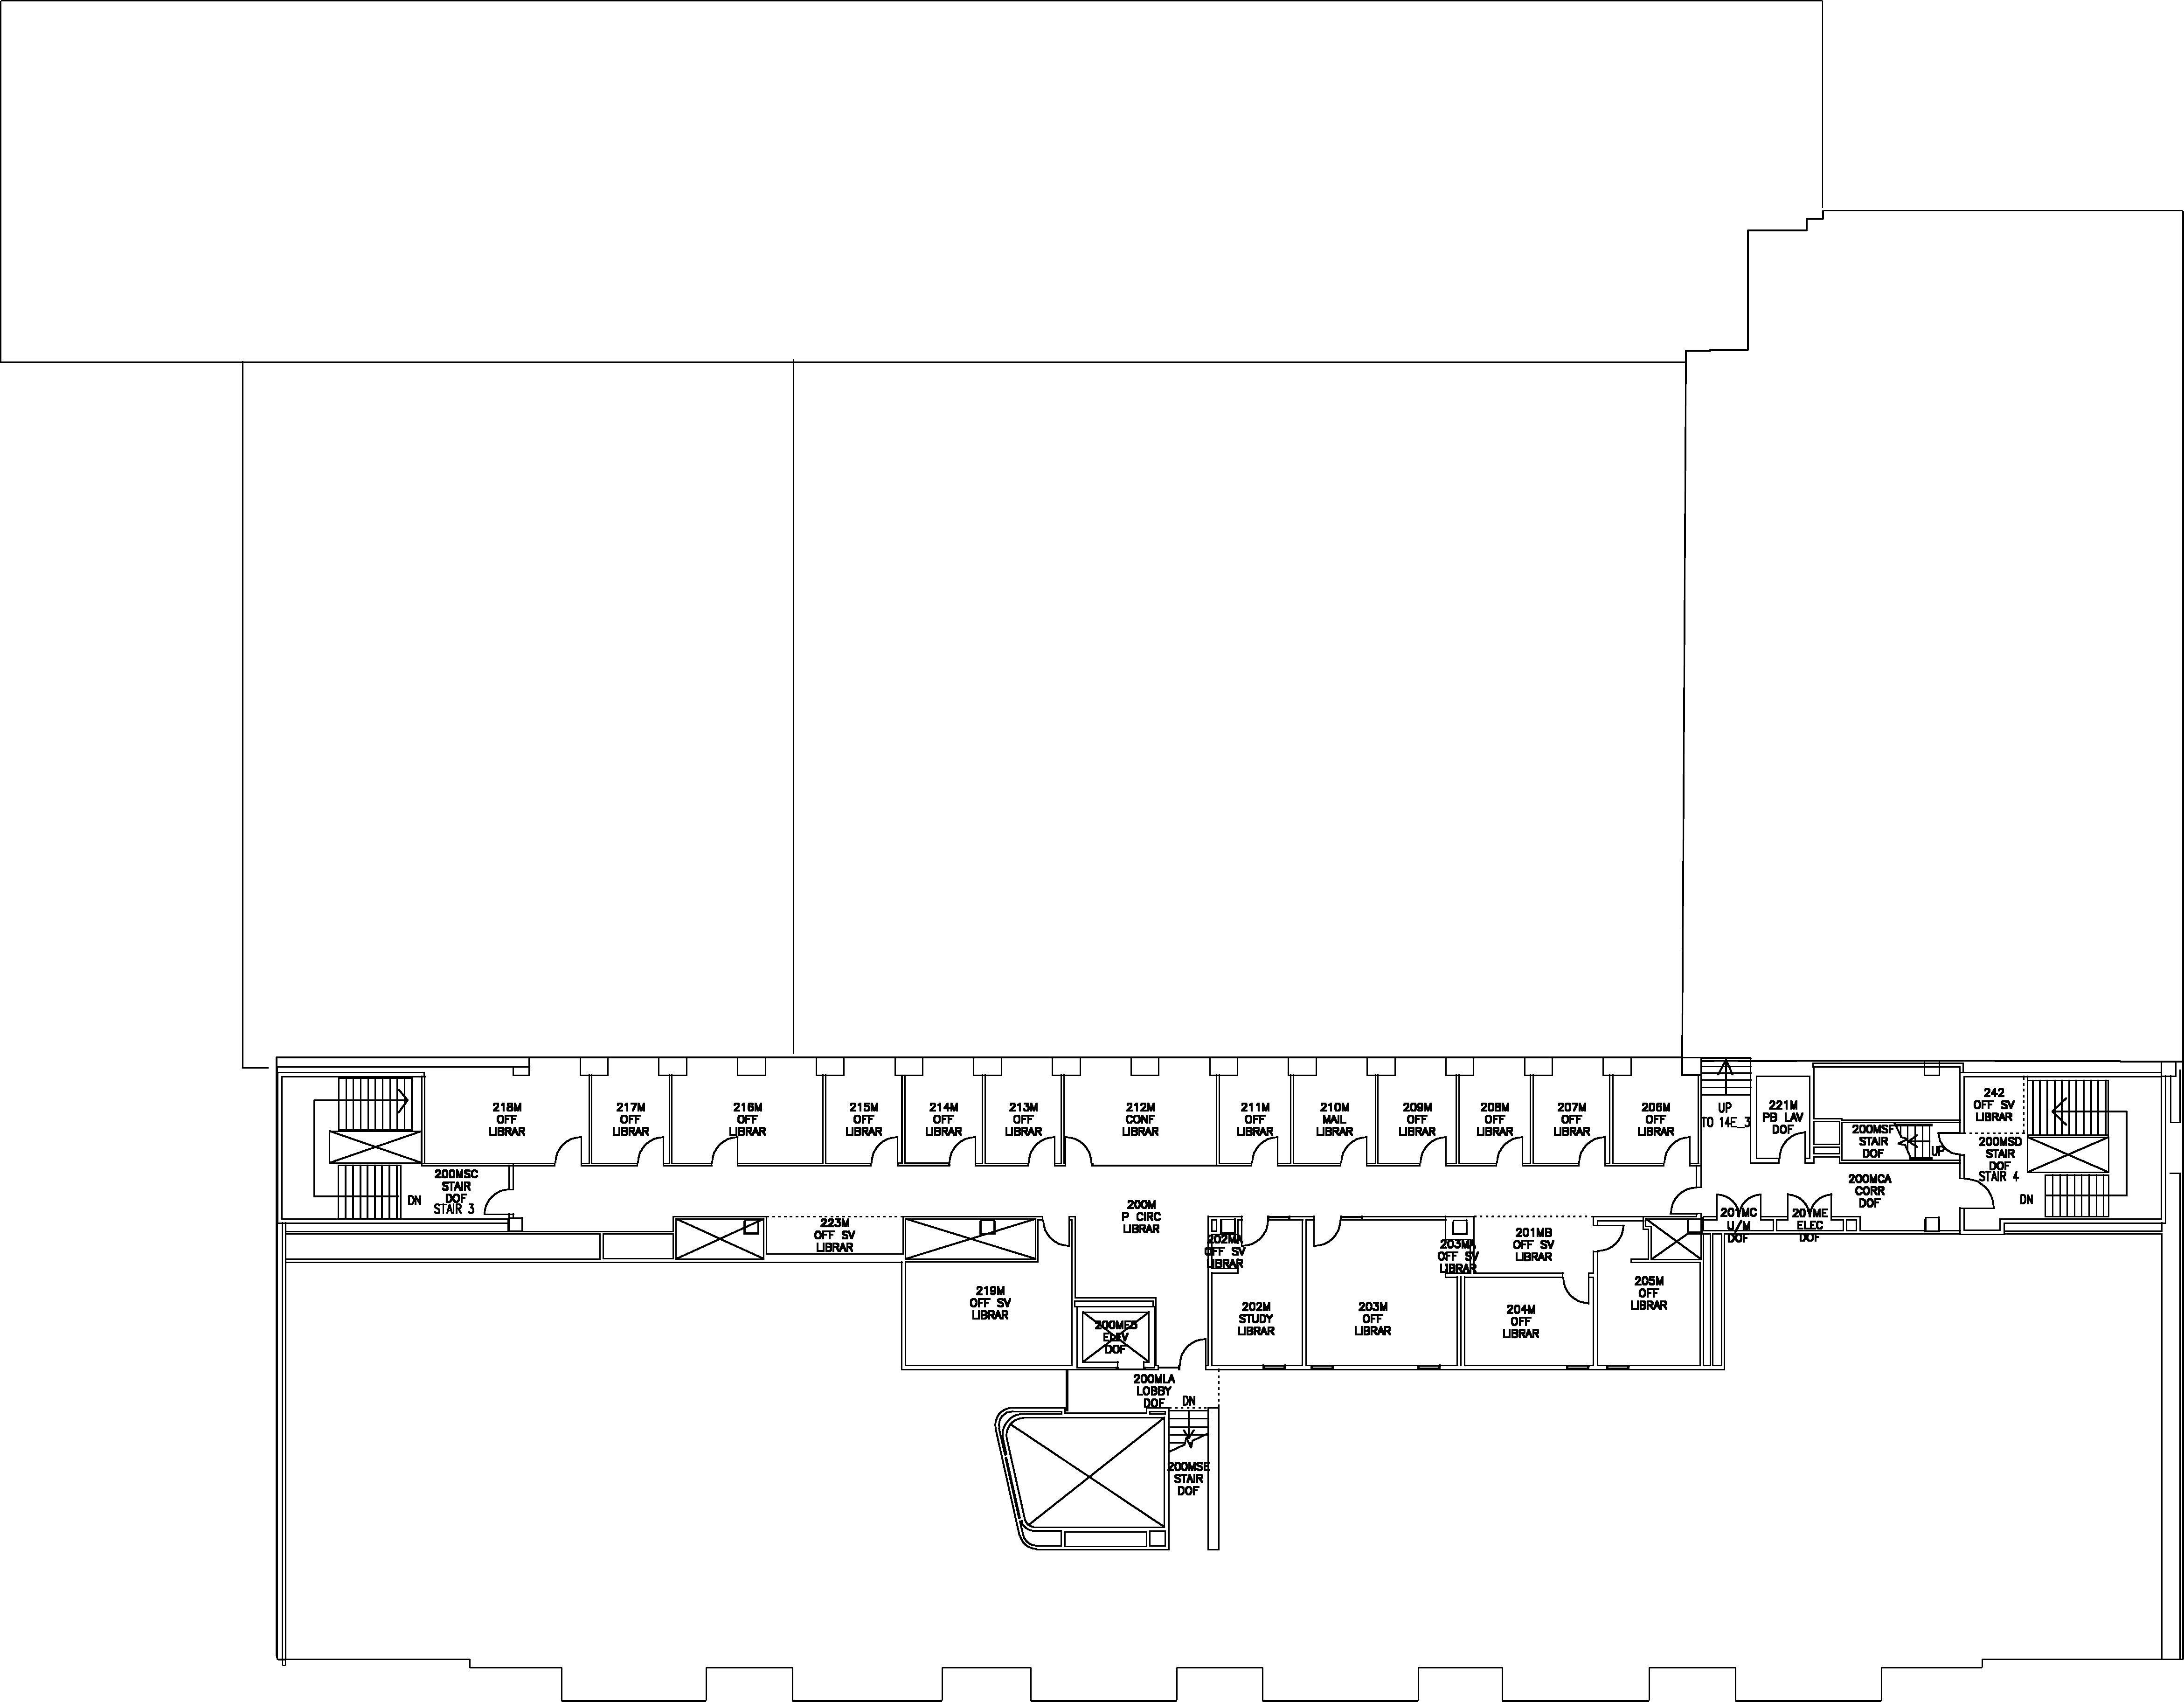 218M
OFF
LIBRAR
217M
OFF
LIBRAR
216M
OFF
LIBRAR
215M
OFF
LIBRAR
214M
OFF
LIBRAR
213M
OFF
LIBRAR
212M
CONF
LIBRAR
211M
OFF
LIBRAR
210M
MAIL
LIBRAR
209M
OFF
LIBRAR
208M
OFF
LIBRAR
207M
OFF
LIBRAR
206M
OFF
LIBRAR
UP
TO 14E_3
221M
PB LAV
DOF
200MSF
STAIR
DOF
UP
242
OFF SV
LIBRAR
200MSD
STAIR
DOF
STAIR 4
DN
200MSC
STAIR
DOF
STAIR 3
DN
200MCA
CORR
DOF
200M
P CIRC
LIBRAR
223M
OFF SV
LIBRAR
202MA
OFF SV
LIBRAR
203MA
OFF SV
LIBRAR
201MB
OFF SV
LIBRAR
201MC
U/M
DOF
201ME
ELEC
DOF
219M
OFF SV
LIBRAR
200MEB
ELEV
DOF
202M
STUDY
LIBRAR
203M
OFF
LIBRAR
204M
OFF
LIBRAR
205M
OFF
LIBRAR
200MLA
LOBBY
DOF
DN
200MSE
STAIR
DOF